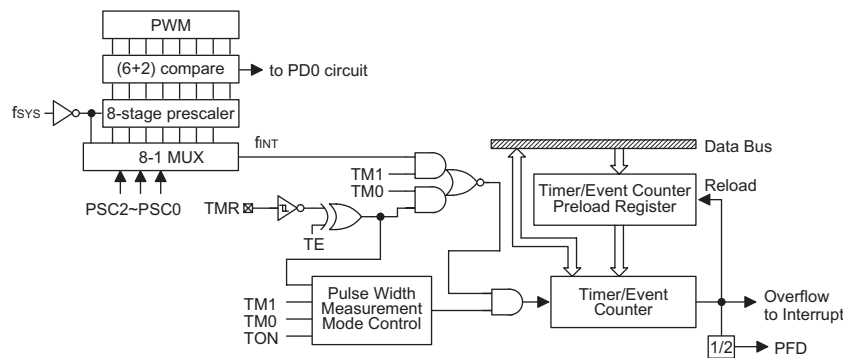 PWM
(6+2) compare
to PD0 circuit
fSYS
8-stage prescaler
8-1 MUX
fINT
PSC2~PSC0
TM1
TM0
TMR
TE
Data Bus
Timer/Event Counter
Preload Register
Reload
TM1
TM0
TON
Pulse Width
Measurement
Mode Control
Timer/Event
Counter
Overflow
to Interrupt
1/2
PFD